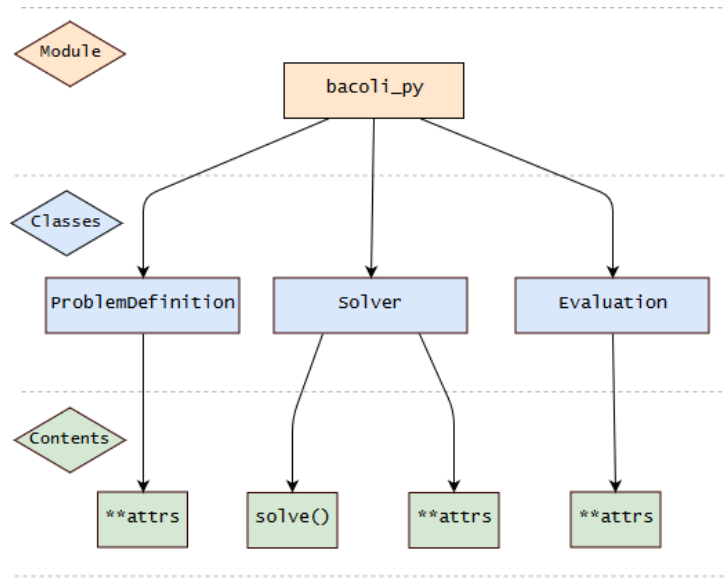 Module
bacoli_py
Classes
ProblemDefinition
Solver
Evaluation
Contents
**attrs
solve()
**attrs
**attrs